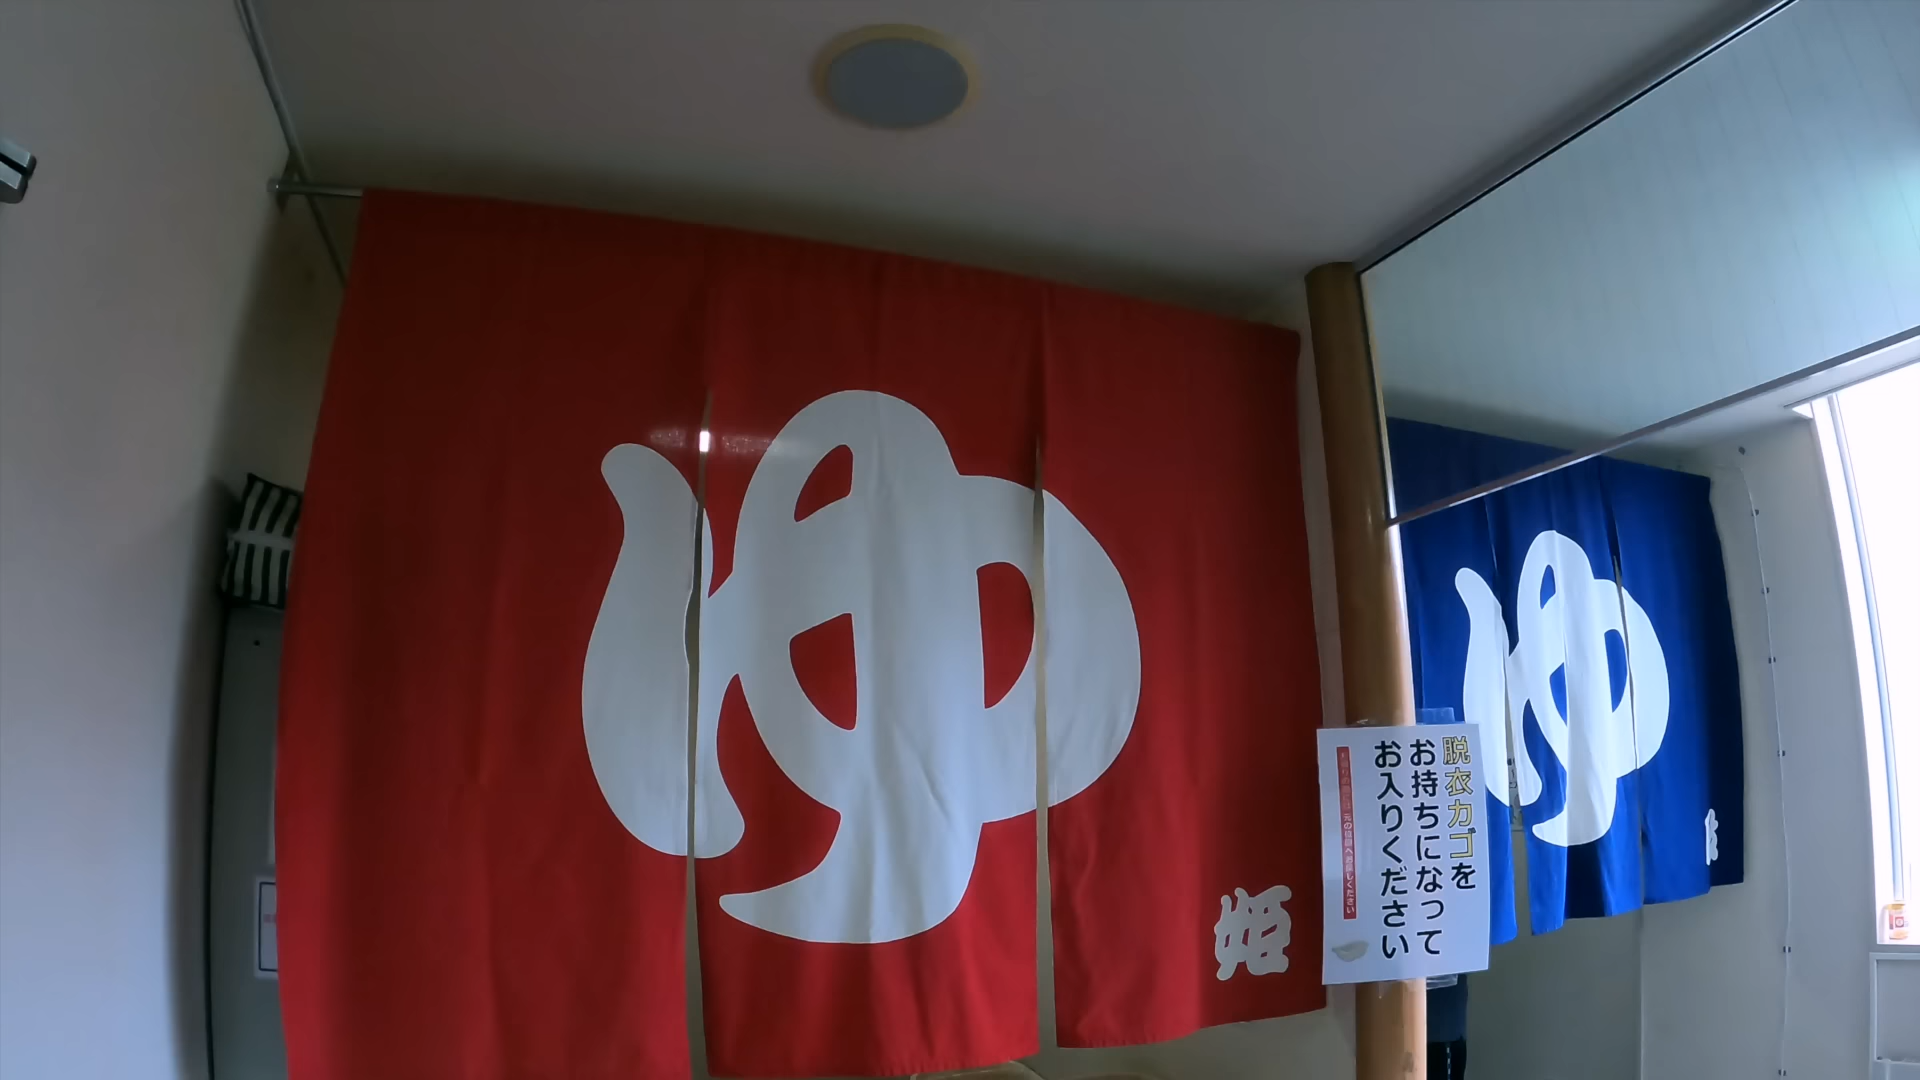 ゆ
姫
脱衣カゴを
お持ちになって
お入りください
ゆ